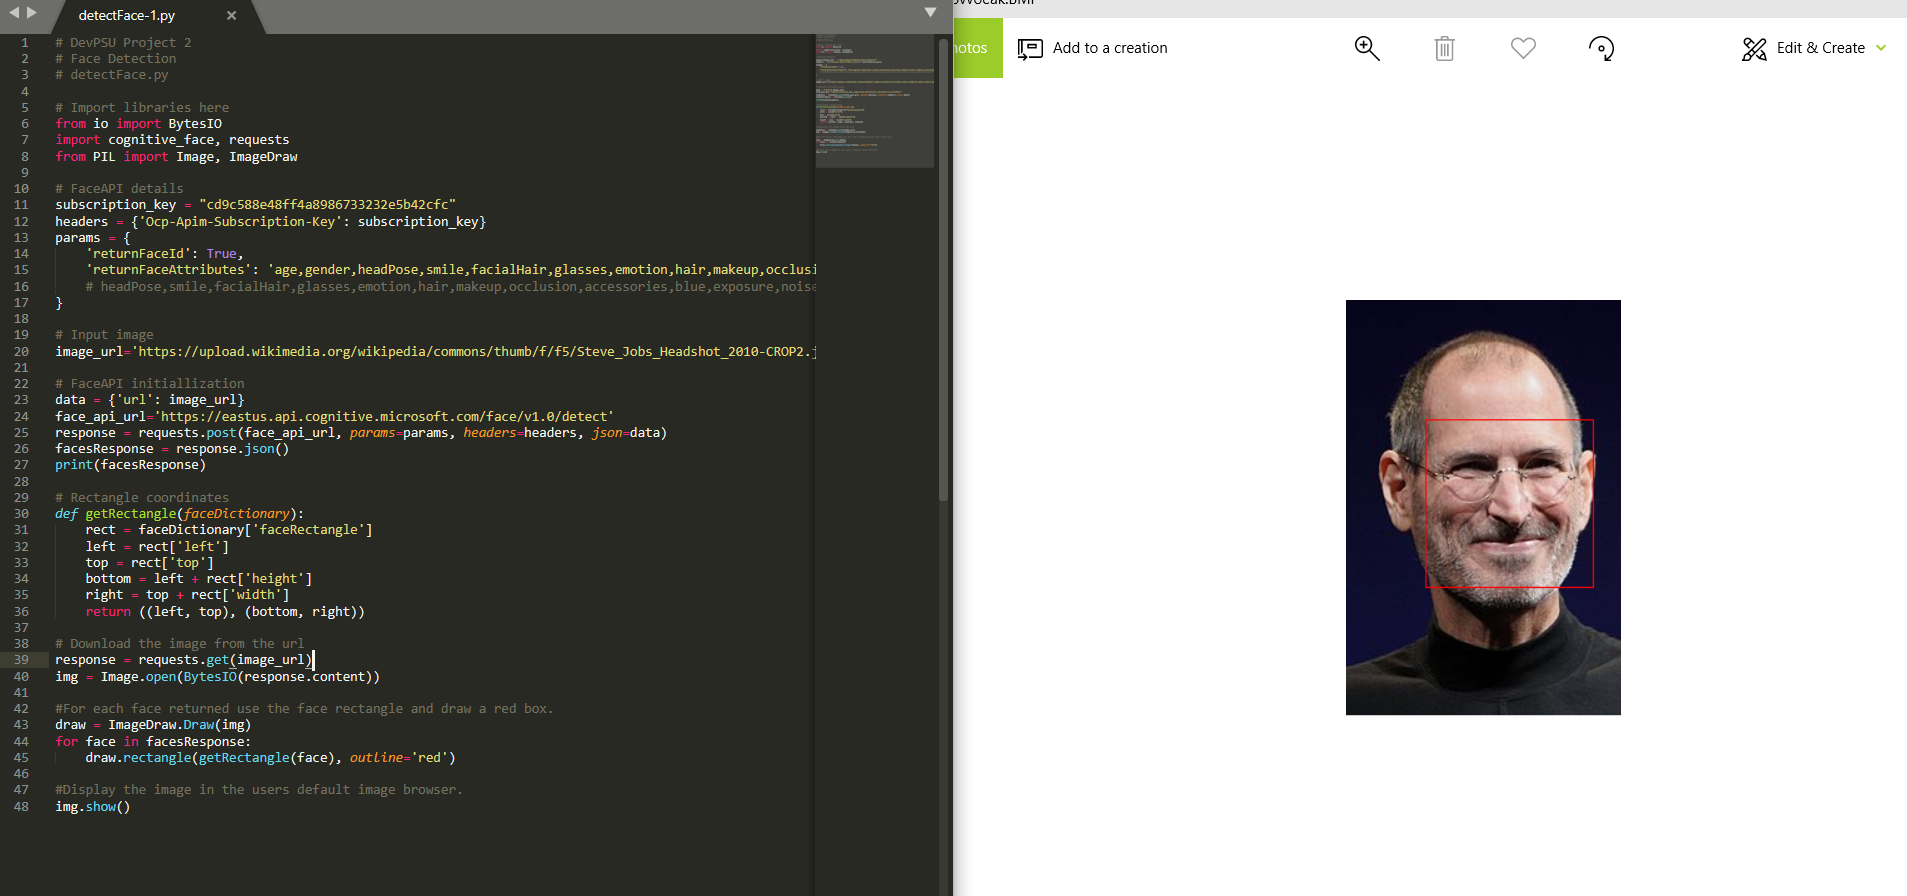 detectFace-1.py
1 # DevPSU Project 2
2 # Face Detection
3 # detectFace.py
4
5 # Import libraries here
6 from io import BytesIO
7 import cognitive_face, requests
8 from PIL import Image, ImageDraw
9
10 # FaceAPI details
11 subscription_key = "cd9c588e48ff4a8986733232e5b42cfc"
12 headers = {'Ocp-Apim-Subscription-Key': subscription_key}
13 params = {
14 'returnFaceId': True,
15 'returnFaceAttributes': 'age,gender,headPose,smile,facialHair,glasses,emotion,hair,makeup,occlusi
16 # headPose,smile,facialHair,glasses,emotion,hair,makeup,occlusion,accessories,blue,exposure,noise
17 }
18
19 # Input image
20 image_url='https://upload.wikimedia.org/wikipedia/commons/thumb/f/f5/Steve_Jobs_Headshot_2010-CROP2.j
21
22 # FaceAPI initiallization
23 data = {'url': image_url}
24 face_api_url='https://eastus.api.cognitive.microsoft.com/face/v1.0/detect'
25 response = requests.post(face_api_url, params=params, headers=headers, json=data)
26 facesResponse = response.json()
27 print(facesResponse)
28
29 # Rectangle coordinates
30 def getRectangle(faceDictionary):
31 rect = faceDictionary['faceRectangle']
32 left = rect['left']
33 top = rect['top']
34 bottom = left + rect['height']
35 right = top + rect['width']
36 return ((left, top), (bottom, right))
37
38 # Download the image from the url
39 response = requests.get(image_url)
40 img = Image.open(BytesIO(response.content))
41
42 #For each face returned use the face rectangle and draw a red box.
43 draw = ImageDraw.Draw(img)
44 for face in facesResponse:
45 draw.rectangle(getRectangle(face), outline='red')
46
47 #Display the image in the users default image browser.
48 img.show()
otos
Add to a creation
Edit & Create